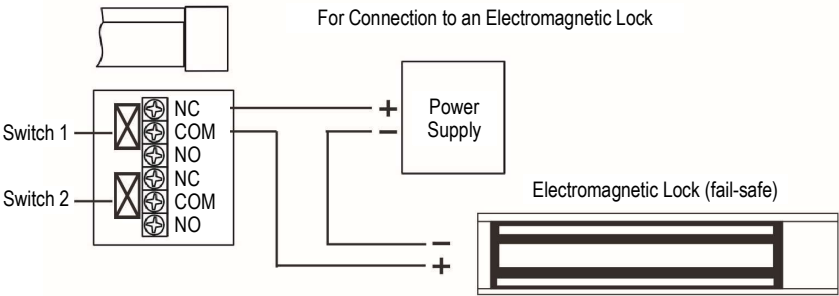 For Connection to an Electromagnetic Lock
Switch 1
NC
COM
NO
Switch 2
NC
COM
NO
+
−
Power
Supply
Electromagnetic Lock (fail-safe)
−
+